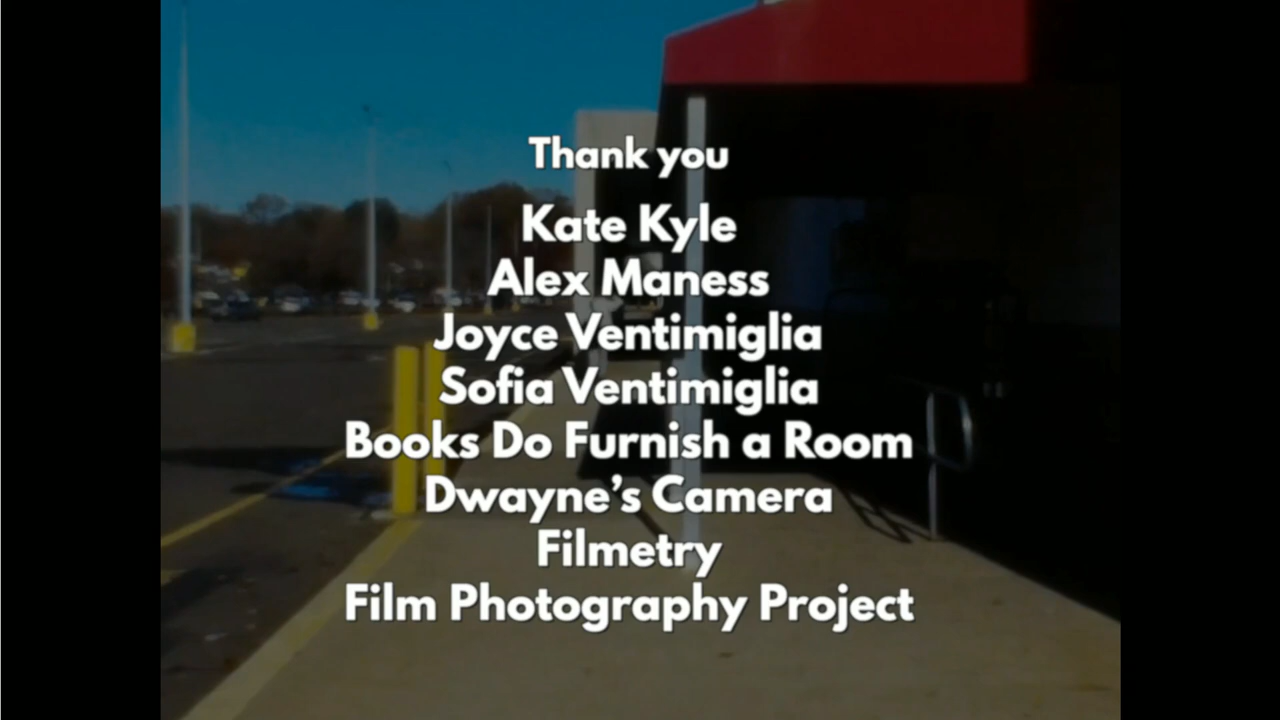 Thank you
Kate Kyle
Alex Maness
Joyce Ventimiglia
Sofia Ventimiglia
Books Do Furnish a Room
Dwayne’s Camera
Filmetry
Film Photography Project